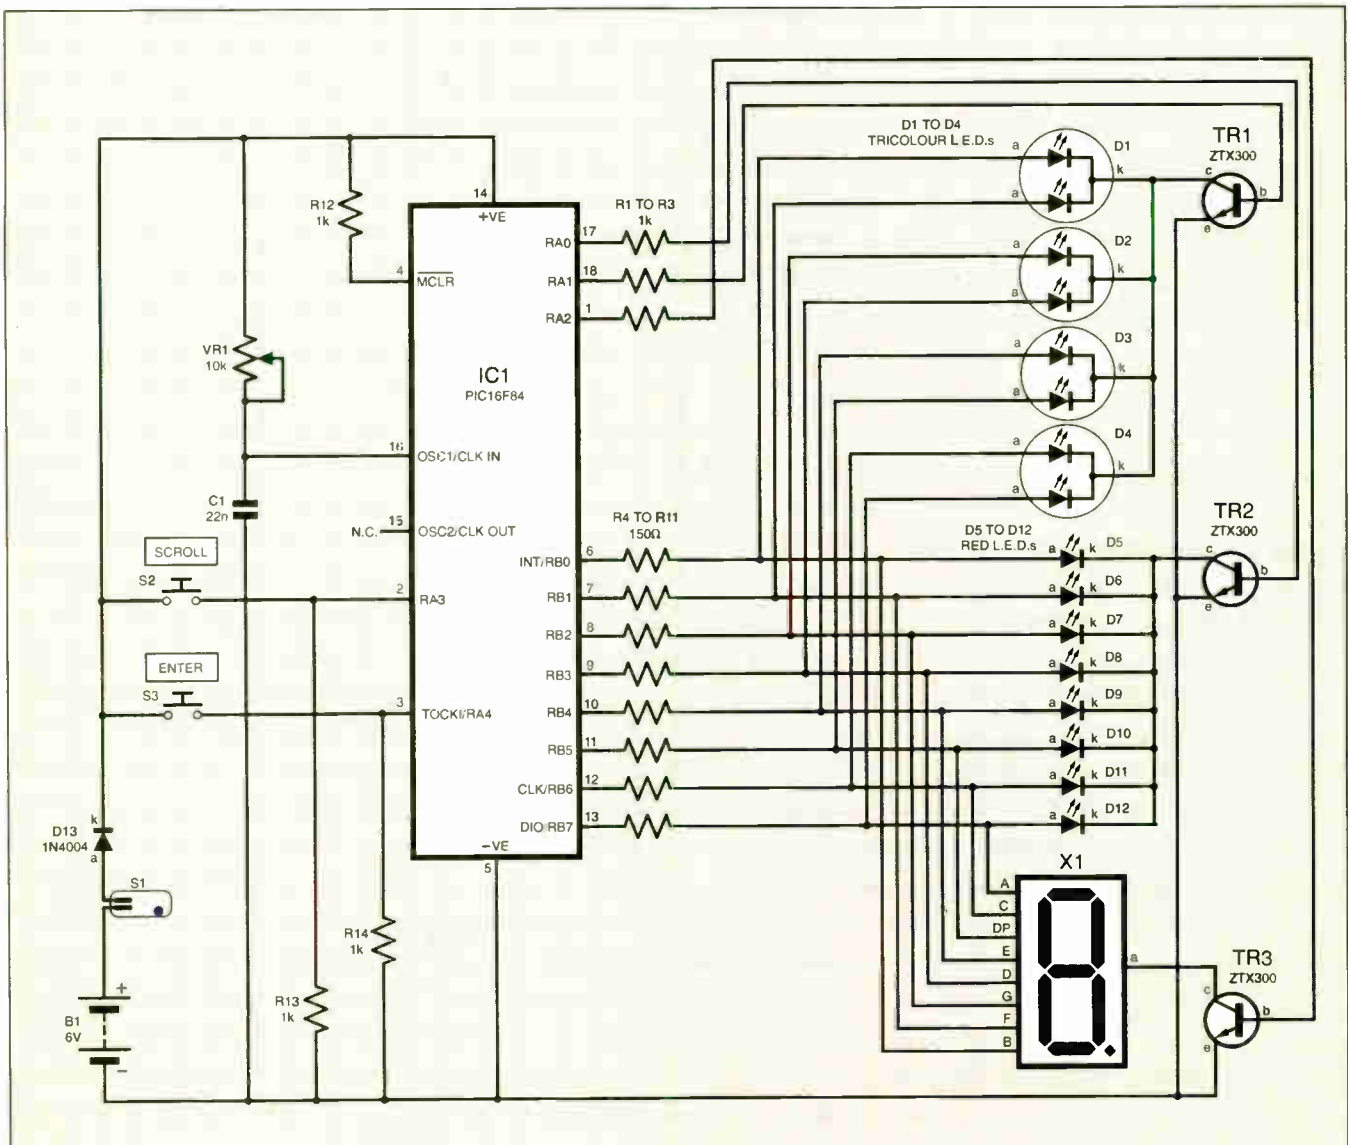 D1 TO D4
TRICOLOUR L.E.D.s
a
D1
k
a
TR1
ZTX300
c
b
e
14
+VE
R12
1k
R1 TO R3
1k
RA0
17
RA1
18
RA2
1
4
MCLR
a
D2
k
a
a
D3
k
a
a
D4
k
a
VR1
10k
IC1
PIC16F84
16
OSC1/CLK IN
C1
22n
N.C.
15
OSC2/CLK OUT
R4 TO R11
150Ω
D5 TO D12
RED L.E.D.s
TR2
ZTX300
c
b
e
SCROLL
S2
2
RA3
ENTER
S3
3
TOCKI/RA4
INT/RB0
6
RB1
7
RB2
8
RB3
9
RB4
10
RB5
11
CLK/RB6
12
DIO/RB7
13
a
k
D5
a
k
D6
a
k
D7
a
k
D8
a
k
D9
a
k
D10
a
k
D11
a
k
D12
–VE
5
k
D13
1N4004
a
S1
X1
A
C
DP
E
D
G
F
B
a
TR3
ZTX300
c
b
e
R14
1k
R13
1k
+
B1
6V
–